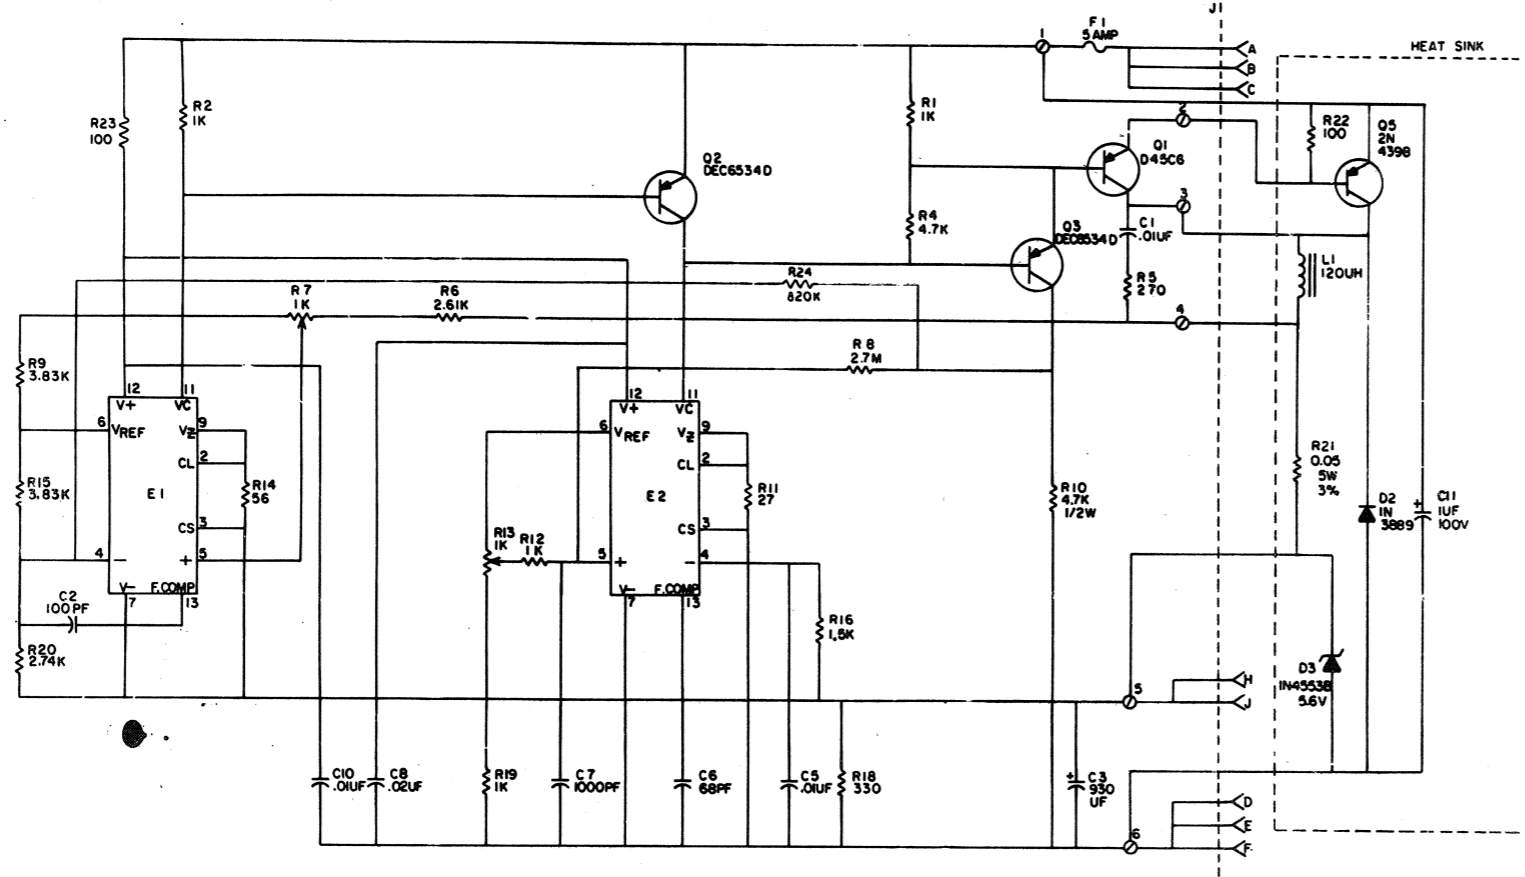 J1
F1
5 AMP
1
A
B
C
HEAT SINK
R23
100
R2
1K
R1
1K
2
R22
100
Q5
2N
4398
Q2
DEC6534D
Q1
D45C6
3
R4
4.7K
Q3
DEC6534D
C1
.01UF
L1
120UH
R24
820K
R5
270
R7
1K
R6
2.61K
4
R8
2.7M
R9
3.83K
12
11
V+
VC
6
VREF
VZ
9
CL
2
R15
3.83K
E1
R14
56
CS
3
4
−
+
5
V−
F.COMP
7
13
C2
100PF
R20
2.74K
12
11
V+
VC
6
VREF
VZ
9
CL
2
E2
R11
27
CS
3
R13
1K
R12
1K
5
+
−
4
V−
F.COMP
7
13
R10
4.7K
1/2W
R16
1.5K
R21
0.05
5W
3%
D2
1N
3889
+
C11
1UF
100V
D3
1N4553B
5.6V
5
H
J
C10
.01UF
C8
.02UF
R19
1K
C7
1000PF
C6
68PF
C5
.01UF
R18
330
+
C3
930
UF
6
D
E
F